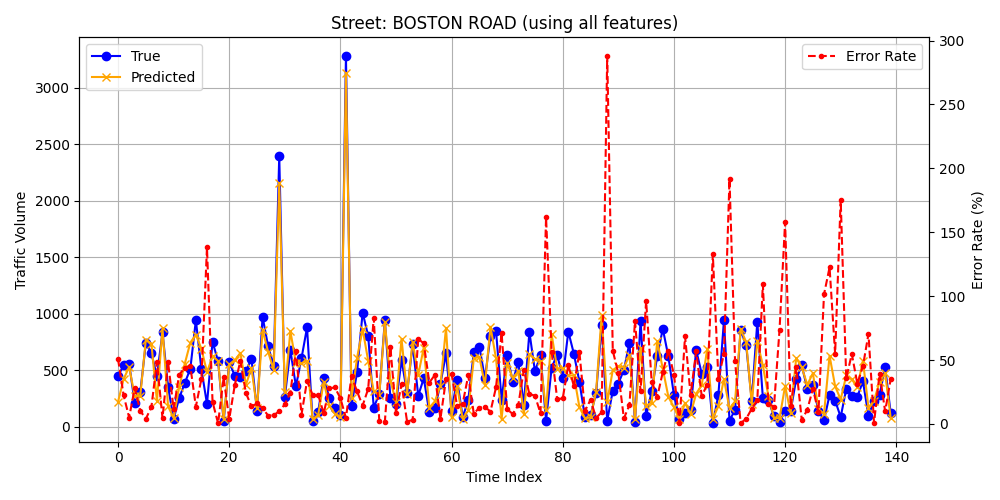 Street: BOSTON ROAD (using all features)
True
Predicted
Error Rate
Traffic Volume
3000
2500
2000
1500
1000
500
0
300
250
200
150
100
50
0
Error Rate (%)
0 20 40 60 80 100 120 140
Time Index